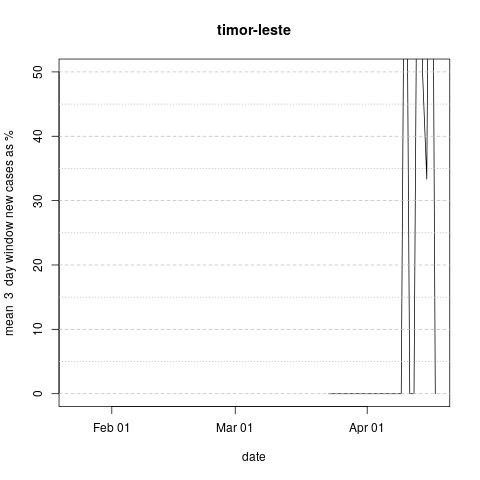 timor-leste
mean 3 day window new cases as %
50
40
30
20
10
0
Feb 01
Mar 01
Apr 01
date